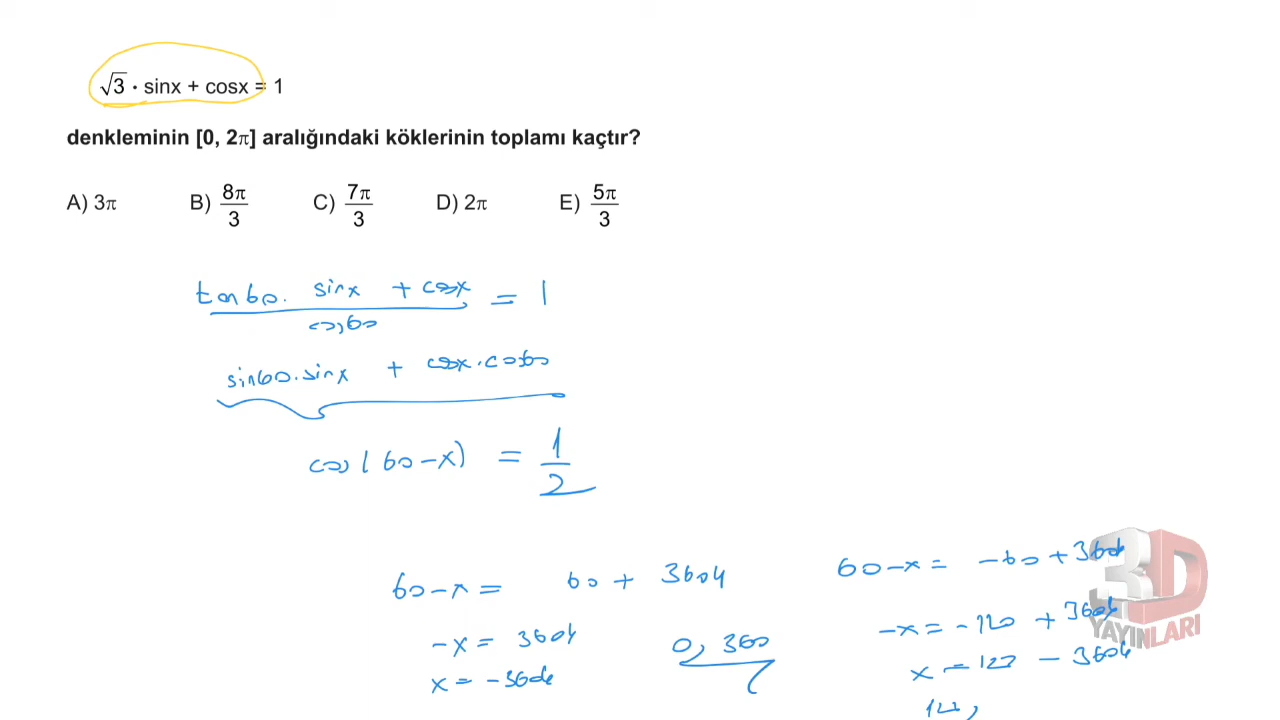 √3 · sinx + cosx = 1
denkleminin [0, 2π] aralığındaki köklerinin toplamı kaçtır?
A) 3π B) 8π/3 C) 7π/3 D) 2π E) 5π/3
tan60. sinx + cosx = 1
cos60
sin60.sinx + cosx.cos60
cos(60-x) = 1/2
60-x = 60 + 360k
-x = 360k
x = -360k
0, 360
60-x = -60 + 360k
-x = -120 + 360k
x = 120 - 360k
120,
3D
YAYINLARI